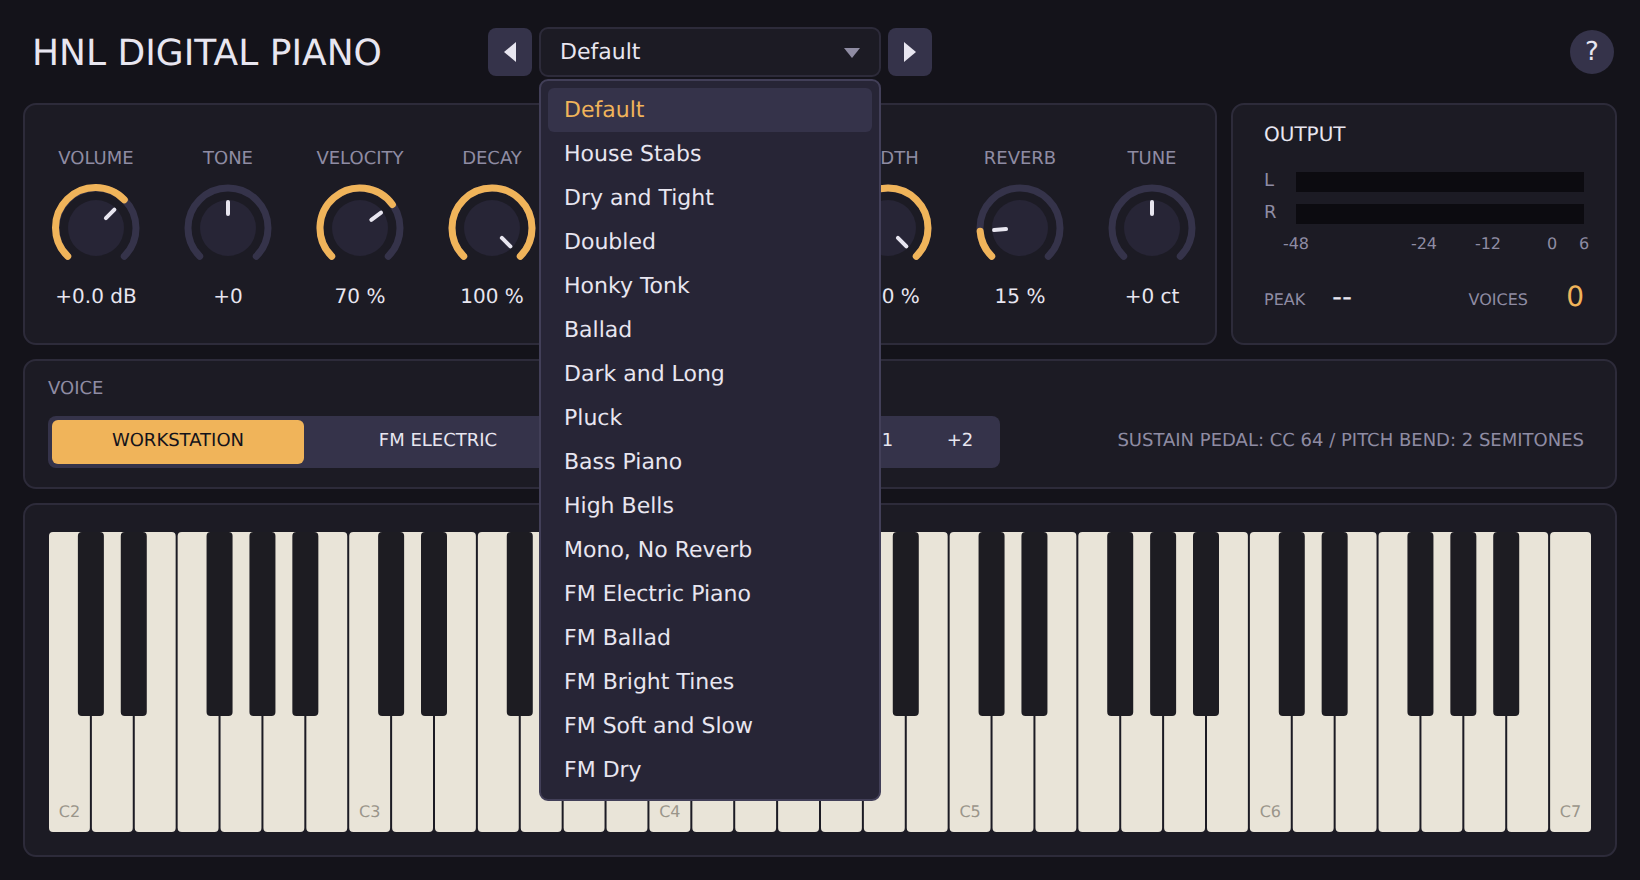 HNL DIGITAL PIANO
Default
?
Default
House Stabs
Dry and Tight
Doubled
Honky Tonk
Ballad
Dark and Long
Pluck
Bass Piano
High Bells
Mono, No Reverb
FM Electric Piano
FM Ballad
FM Bright Tines
FM Soft and Slow
FM Dry
VOLUME TONE VELOCITY DECAY DTH REVERB TUNE
+0.0 dB +0 70 % 100 % 0 % 15 % +0 ct
OUTPUT
L
R
-48 -24 -12 0 6
PEAK -- VOICES 0
VOICE
WORKSTATION FM ELECTRIC 1 +2 SUSTAIN PEDAL: CC 64 / PITCH BEND: 2 SEMITONES
C2 C3 C4 C5 C6 C7